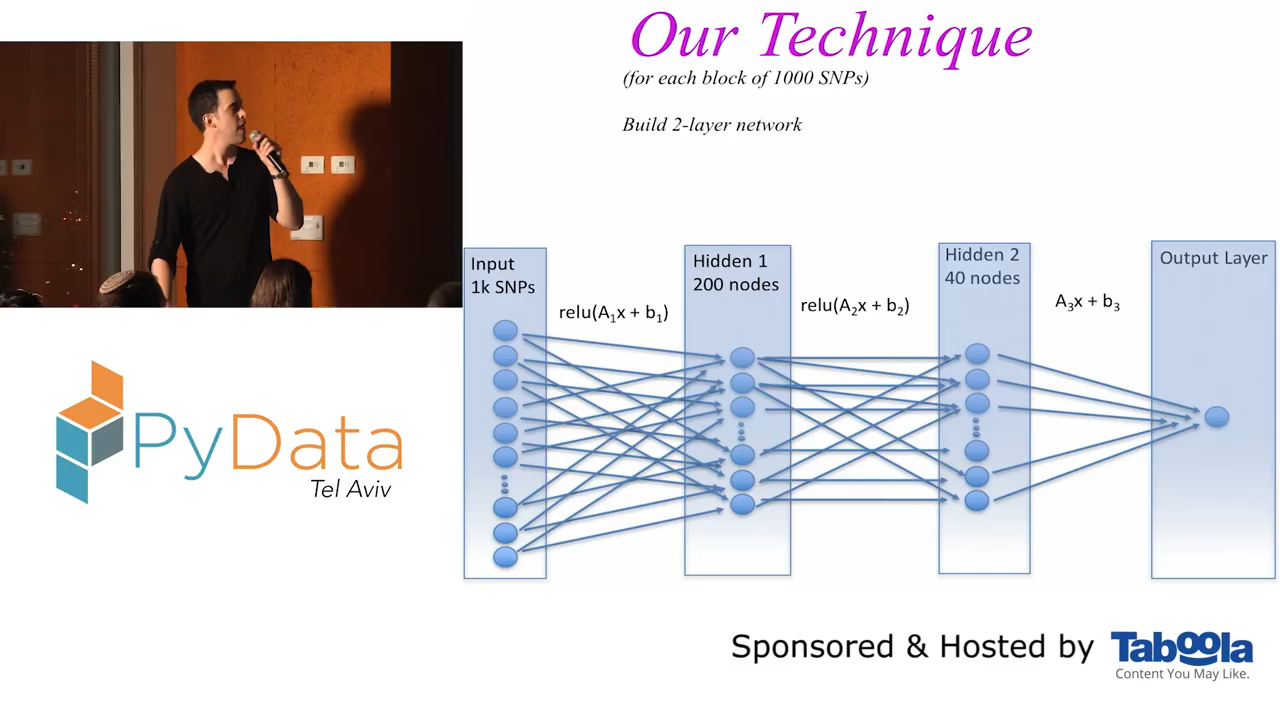 Our Technique
(for each block of 1000 SNPs)
Build 2-layer network
Input
1k SNPs
relu(A₁x + b₁)
Hidden 1
200 nodes
relu(A₂x + b₂)
Hidden 2
40 nodes
A₃x + b₃
Output Layer
PyData
Tel Aviv
Sponsored & Hosted by
Taboola
Content You May Like.